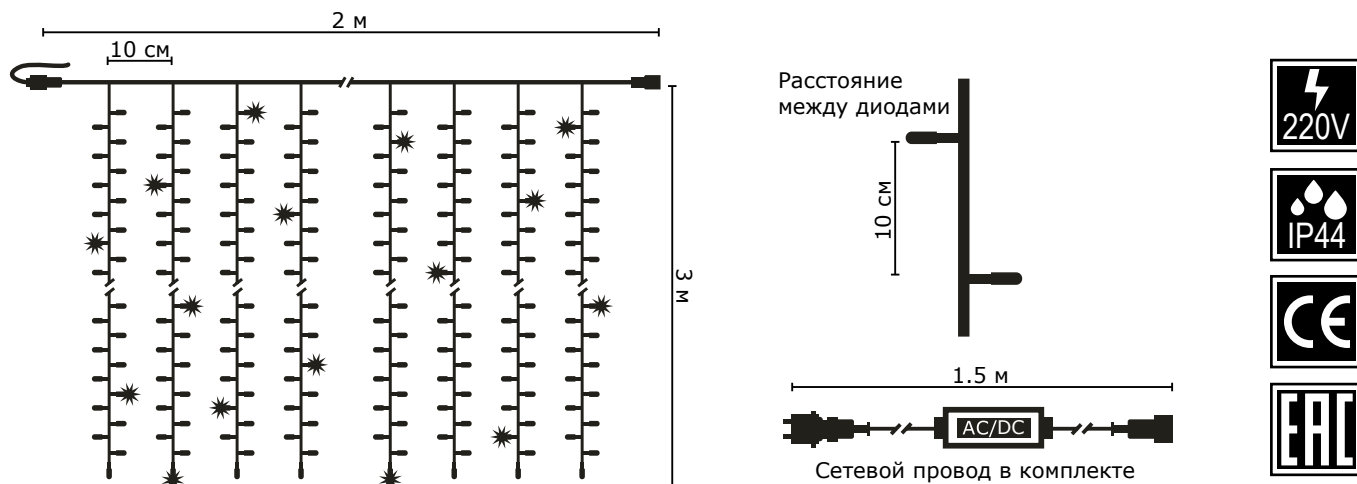 2 м
10 см
3 м
Расстояние
между диодами
10 см
1.5 м
AC/DC
Сетевой провод в комплекте
220V
IP44
CE
EAC